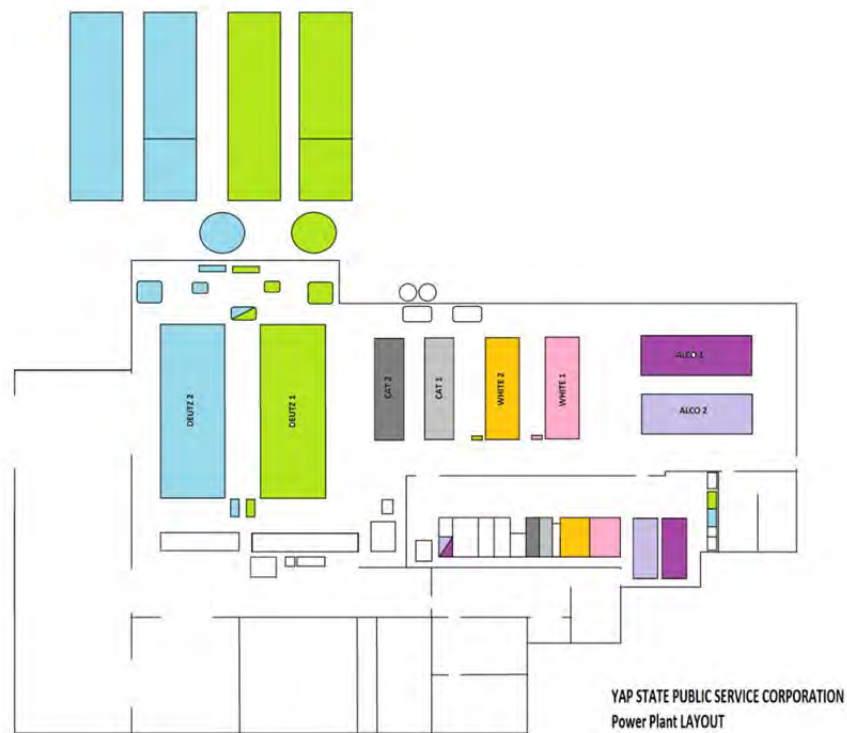 DEUTZ 2
DEUTZ 1
CAT 2
CAT 1
WHITE 2
WHITE 1
ALCO 1
ALCO 2
YAP STATE PUBLIC SERVICE CORPORATION
Power Plant LAYOUT